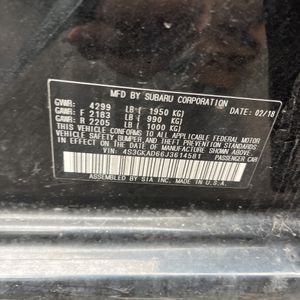 MFD BY SUBARU CORPORATION
GVWR: 4299 LB ( 1950 KG) DATE: 02/18
GAWR: F 2183 LB ( 990 KG)
GAWR: R 2205 LB ( 1000 KG)
THIS VEHICLE CONFORMS TO ALL APPLICABLE FEDERAL MOTOR
VEHICLE SAFETY, BUMPER, AND THEFT PREVENTION STANDARDS
IN EFFECT ON THE DATE OF MANUFACTURE SHOWN ABOVE.
4S3GKAD66J3614581 PASSENGER CAR
ASSEMBLED BY SIA INC. MADE IN U.S.A.